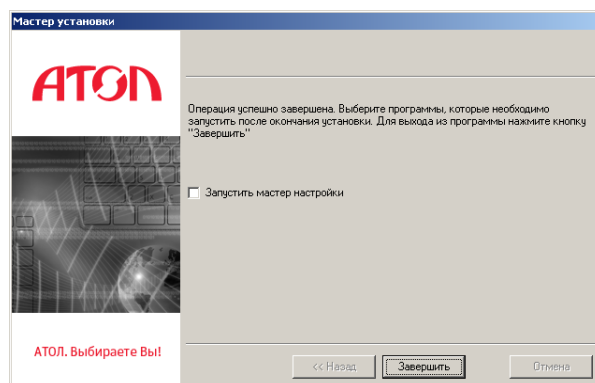 Мастер установки
АТОЛ
Операция успешно завершена. Выберите программы, которые необходимо
запустить после окончания установки. Для выхода из программы нажмите кнопку
"Завершить"
Запустить мастер настройки
АТОЛ. Выбираете Вы!
<< Назад
Завершить
Отмена